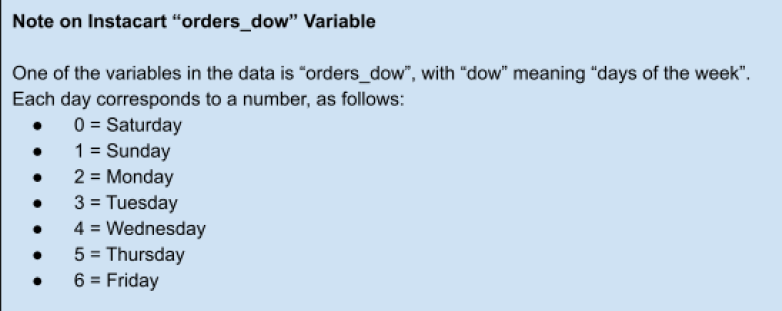 Note on Instacart “orders_dow” Variable
One of the variables in the data is “orders_dow”, with “dow” meaning “days of the week”.
Each day corresponds to a number, as follows:
● 0 = Saturday
● 1 = Sunday
● 2 = Monday
● 3 = Tuesday
● 4 = Wednesday
● 5 = Thursday
● 6 = Friday